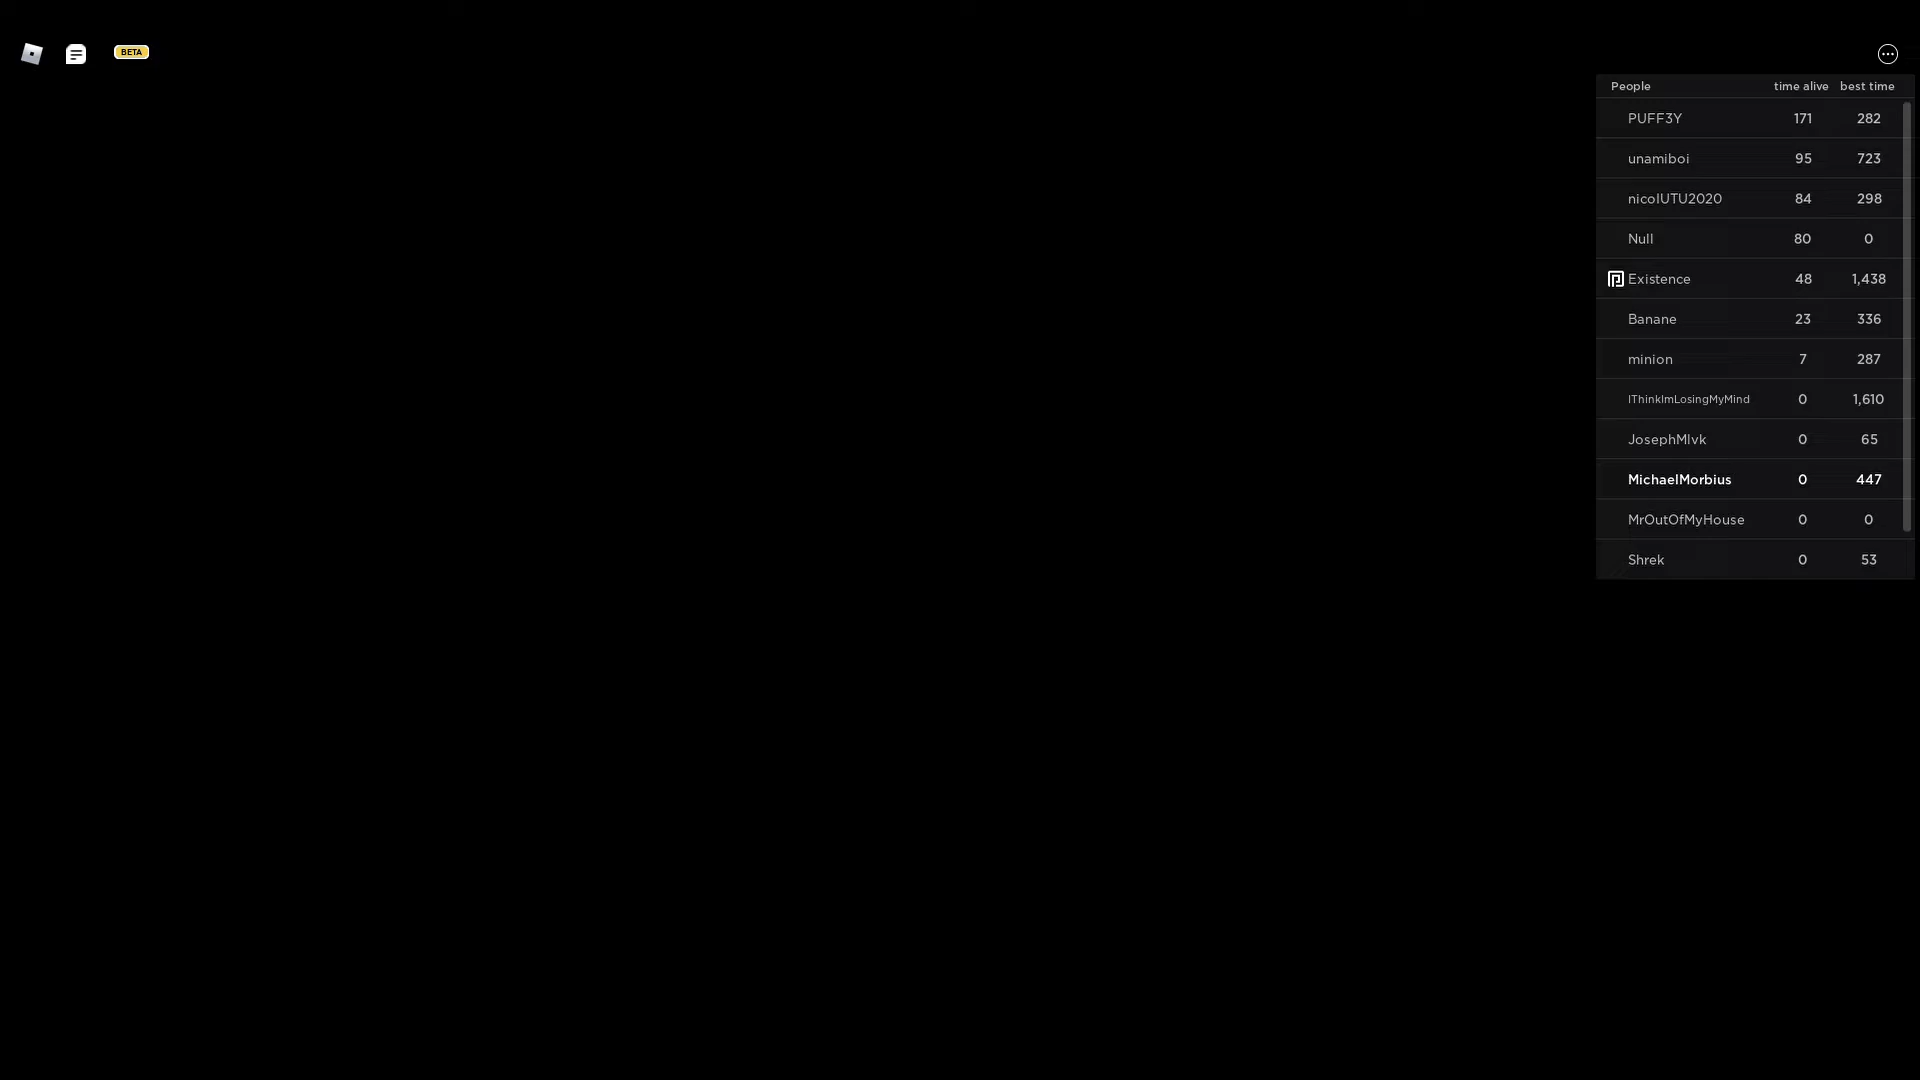 BETA
People time alive best time
PUFF3Y 171 282
unamiboi 95 723
nicolUTU2020 84 298
Null 80 0
Existence 48 1,438
Banane 23 336
minion 7 287
IThinkImLosingMyMind 0 1,610
JosephMlvk 0 65
MichaelMorbius 0 447
MrOutOfMyHouse 0 0
Shrek 0 53